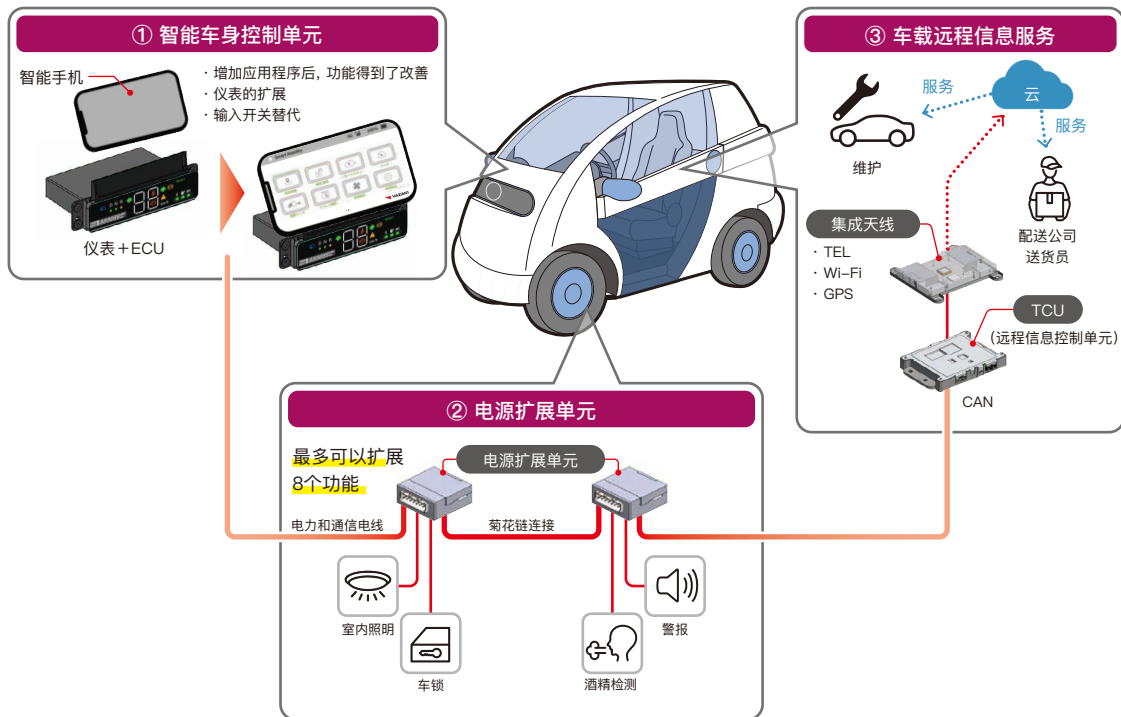 ① 智能车身控制单元
智能手机
· 增加应用程序后, 功能得到了改善
· 仪表的扩展
· 输入开关替代
仪表+ECU
YAZAKI
③ 车载远程信息服务
服务
云
服务
维护
配送公司
送货员
集成天线
· TEL
· Wi-Fi
· GPS
TCU
(远程信息控制单元)
CAN
② 电源扩展单元
最多可以扩展
8个功能
电源扩展单元
电力和通信电线
菊花链连接
室内照明
车锁
酒精检测
警报